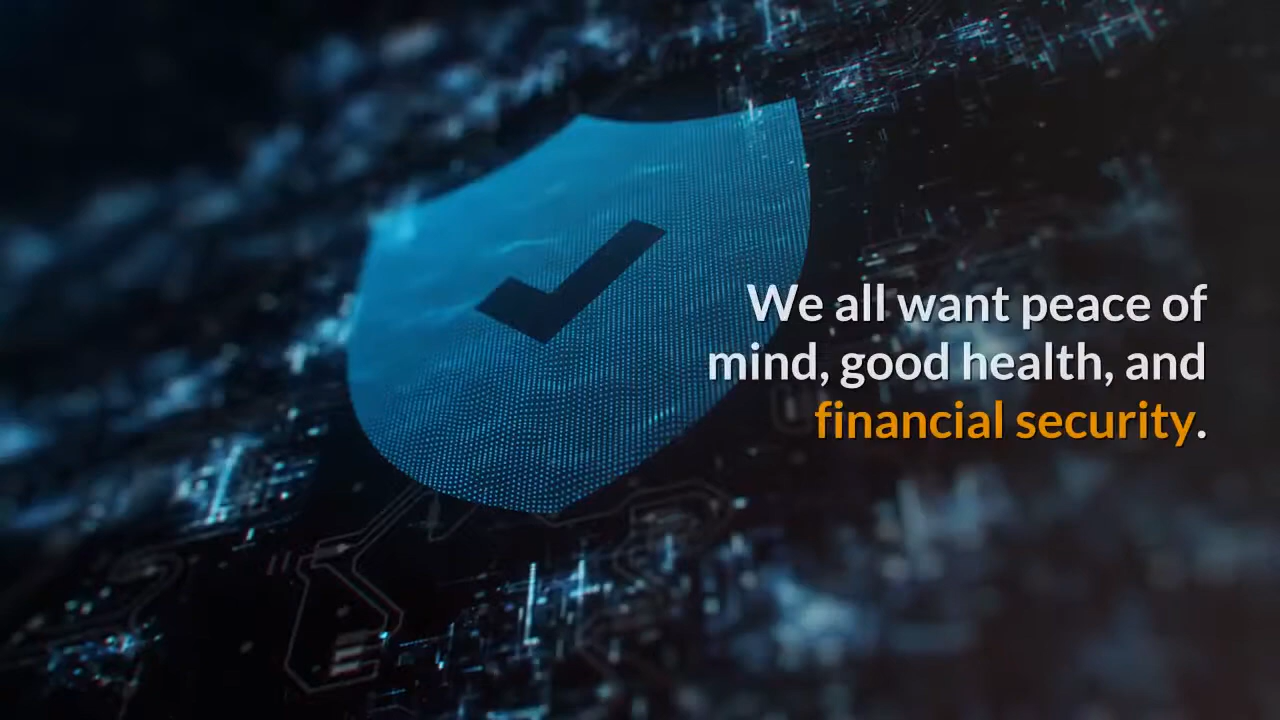 We all want peace of
mind, good health, and
financial security.